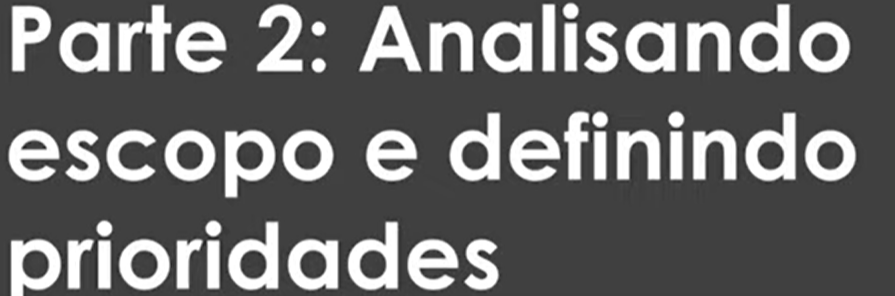 Parte 2: Analisando
escopo e definindo
prioridades